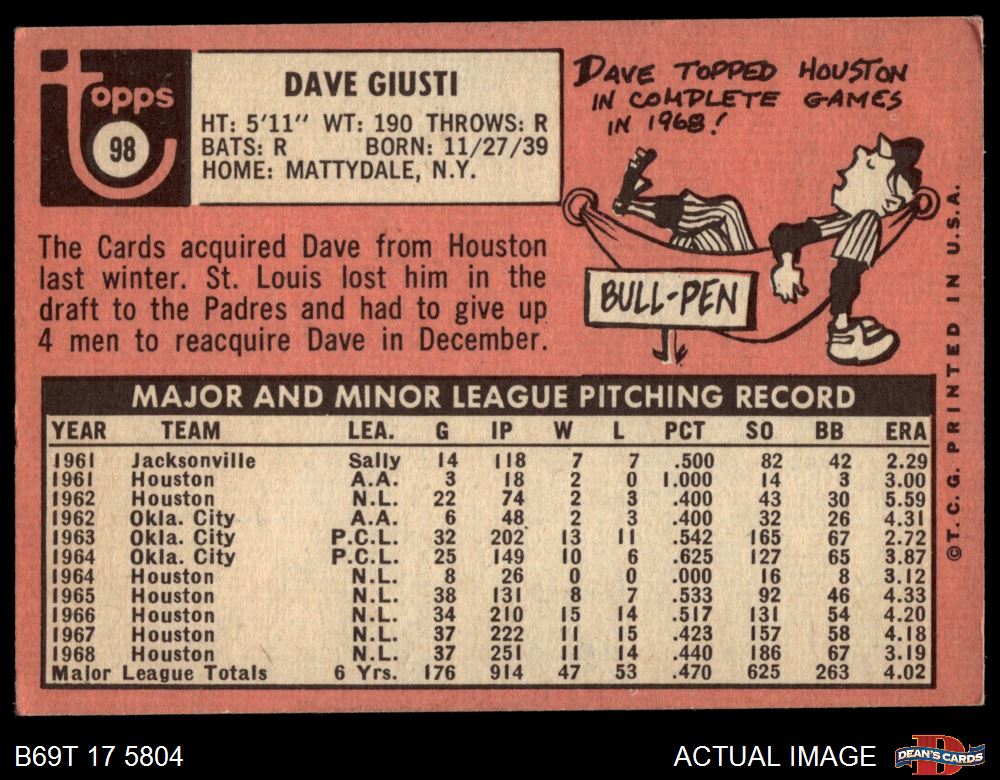 topps
98
DAVE GIUSTI
HT: 5'11" WT: 190 THROWS: R
BATS: R BORN: 11/27/39
HOME: MATTYDALE, N.Y.
DAVE TOPPED HOUSTON
IN COMPLETE GAMES
IN 1968!
The Cards acquired Dave from Houston
last winter. St. Louis lost him in the
draft to the Padres and had to give up
4 men to reacquire Dave in December.
BULL-PEN
©T. C. G. PRINTED IN U.S.A.
MAJOR AND MINOR LEAGUE PITCHING RECORD
YEAR TEAM LEA. G IP W L PCT SO BB ERA
1961 Jacksonville Sally 14 118 7 7 .500 82 42 2.29
1961 Houston A.A. 3 18 2 0 1.000 14 3 3.00
1962 Houston N.L. 22 74 2 3 .400 43 30 5.59
1962 Okla. City A.A. 6 48 2 3 .400 32 26 4.31
1963 Okla. City P.C.L. 32 202 13 11 .542 165 67 2.72
1964 Okla. City P.C.L. 25 149 10 6 .625 127 65 3.87
1964 Houston N.L. 8 26 0 0 .000 16 8 3.12
1965 Houston N.L. 38 131 8 7 .533 92 46 4.33
1966 Houston N.L. 34 210 15 14 .517 131 54 4.20
1967 Houston N.L. 37 222 11 15 .423 157 58 4.18
1968 Houston N.L. 37 251 11 14 .440 186 67 3.19
Major League Totals 6 Yrs. 176 914 47 53 .470 625 263 4.02
B69T 17 5804
ACTUAL IMAGE
D
DEAN'S CARDS